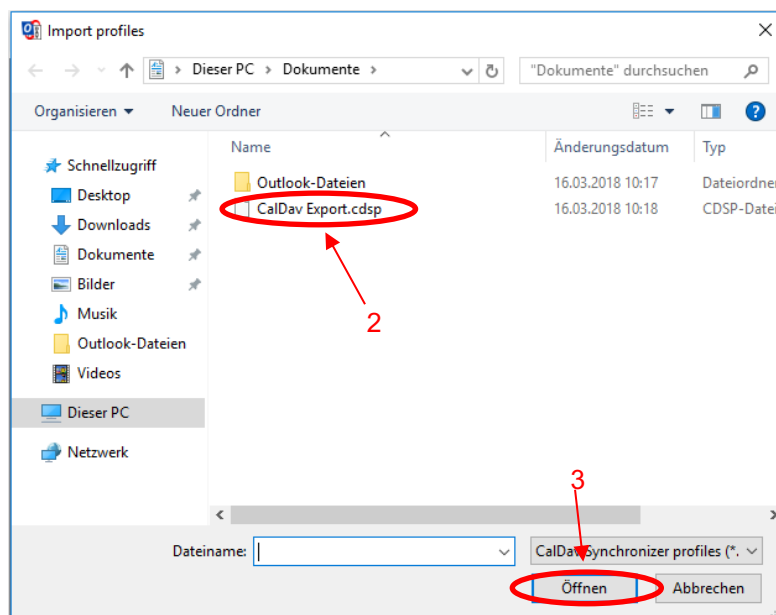 Import profiles
Dieser PC > Dokumente >
"Dokumente" durchsuchen
Organisieren
Neuer Ordner
Name
Änderungsdatum
Typ
Schnellzugriff
Desktop
Downloads
Dokumente
Bilder
Musik
Outlook-Dateien
Videos
Dieser PC
Netzwerk
Outlook-Dateien 16.03.2018 10:17 Dateiordner
CalDav Export.cdsp 16.03.2018 10:18 CDSP-Datei
2
3
Dateiname:
CalDav Synchronizer profiles (*.
Öffnen
Abbrechen